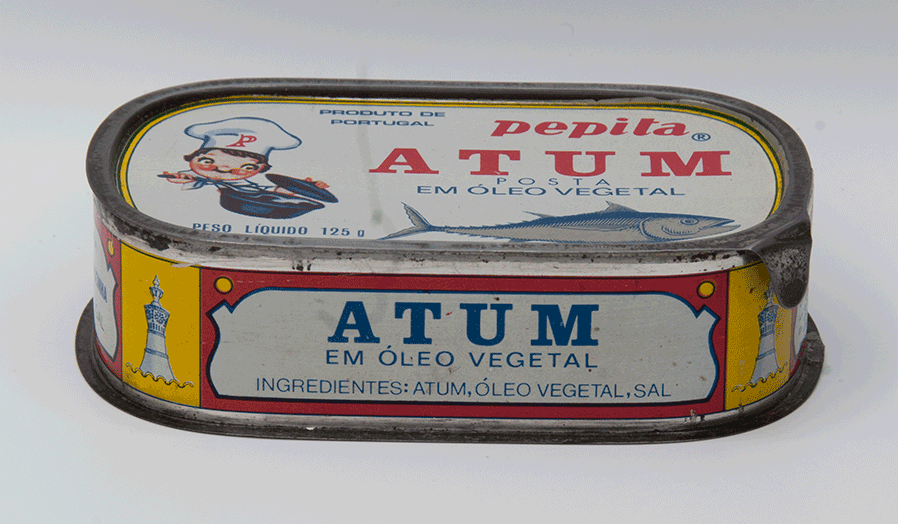 PRODUTO DE
PORTUGAL
pepita®
ATUM
POSTA
EM ÓLEO VEGETAL
PESO LÍQUIDO 125 g
ATUM
EM ÓLEO VEGETAL
INGREDIENTES: ATUM, ÓLEO VEGETAL, SAL